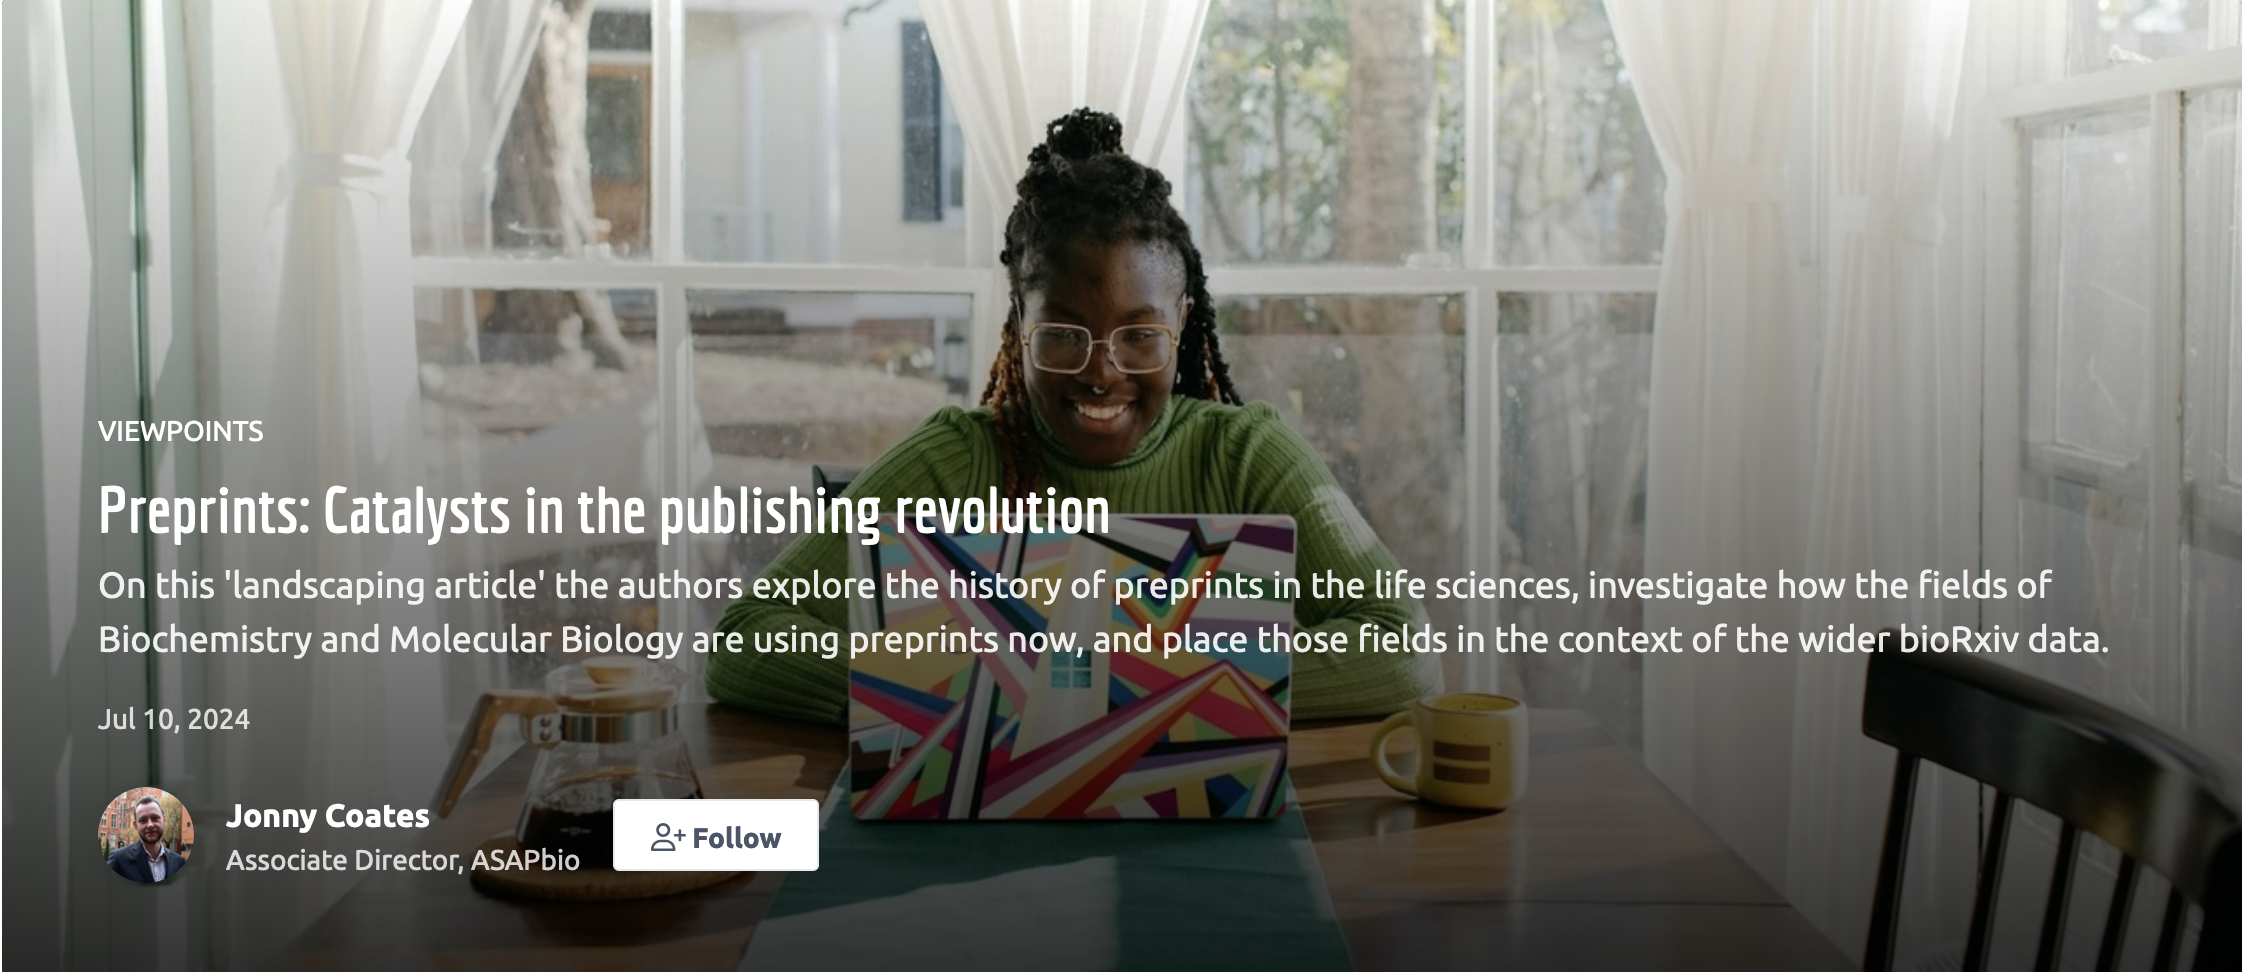 VIEWPOINTS
Preprints: Catalysts in the publishing revolution
On this 'landscaping article' the authors explore the history of preprints in the life sciences, investigate how the fields of
Biochemistry and Molecular Biology are using preprints now, and place those fields in the context of the wider bioRxiv data.
Jul 10, 2024
Jonny Coates
Associate Director, ASAPbio
Follow